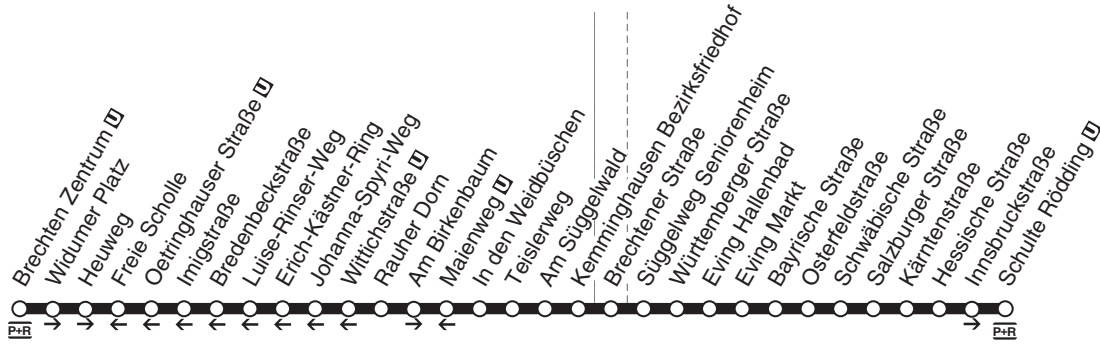 Brechten Zentrum U
Widumer Platz
Heuweg
Freie Scholle
Oetringhauser Straße U
Imigstraße
Bredenbeckstraße
Luise-Rinser-Weg
Erich-Kästner-Ring
Johanna-Spyri-Weg
Wittichstraße U
Rauher Dorn
Am Birkenbaum
Maienweg U
In den Weidbüschen
Teislerweg
Am Süggelwald
Kemminghausen Bezirksfriedhof
Brechtener Straße
Süggelweg Seniorenheim
Württemberger Straße
Eving Hallenbad
Eving Markt
Bayrische Straße
Osterfeldstraße
Schwäbische Straße
Salzburger Straße
Kärntenstraße
Hessische Straße
Innsbruckstraße
Schulte Rödding U
P+R
P+R